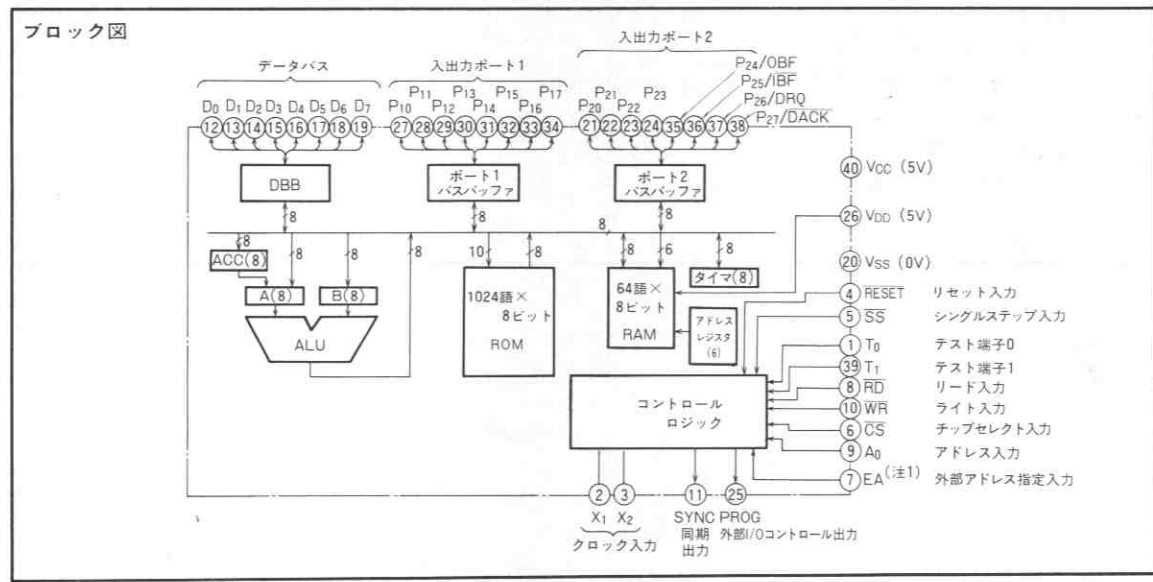 ブロック図
入出力ポート2
データバス
入出力ポート1
P24/OBF
P25/I̅B̅F̅
P26/DRQ
P27/D̅A̅C̅K̅
P11 P13 P15 P17
P21 P23
D0 D1 D2 D3 D4 D5 D6 D7
P10 P12 P14 P16
P20 P22
12 13 14 15 16 17 18 19
27 28 29 30 31 32 33 34
21 22 23 24 35 36 37 38
DBB
ポート1
バスバッファ
ポート2
バスバッファ
8
8
8
8
8
8
8
8
10
8
8
6
8
ACC(8)
A(8)
B(8)
ALU
1024語×
8ビット
ROM
64語×
8ビット
RAM
タイマ(8)
アドレス
レジスタ
(6)
コントロール
ロジック
40 VCC (5V)
26 VDD (5V)
20 VSS (0V)
4 R̅E̅S̅E̅T̅ リセット入力
5 S̅S̅ シングルステップ入力
1 T0 テスト端子0
39 T1 テスト端子1
8 R̅D̅ リード入力
10 W̅R̅ ライト入力
6 C̅S̅ チップセレクト入力
9 A0 アドレス入力
7 EA(注1) 外部アドレス指定入力
2 3 11 25
X1 X2 SYNC PROG
クロック入力
同期
出力
外部I/Oコントロール出力